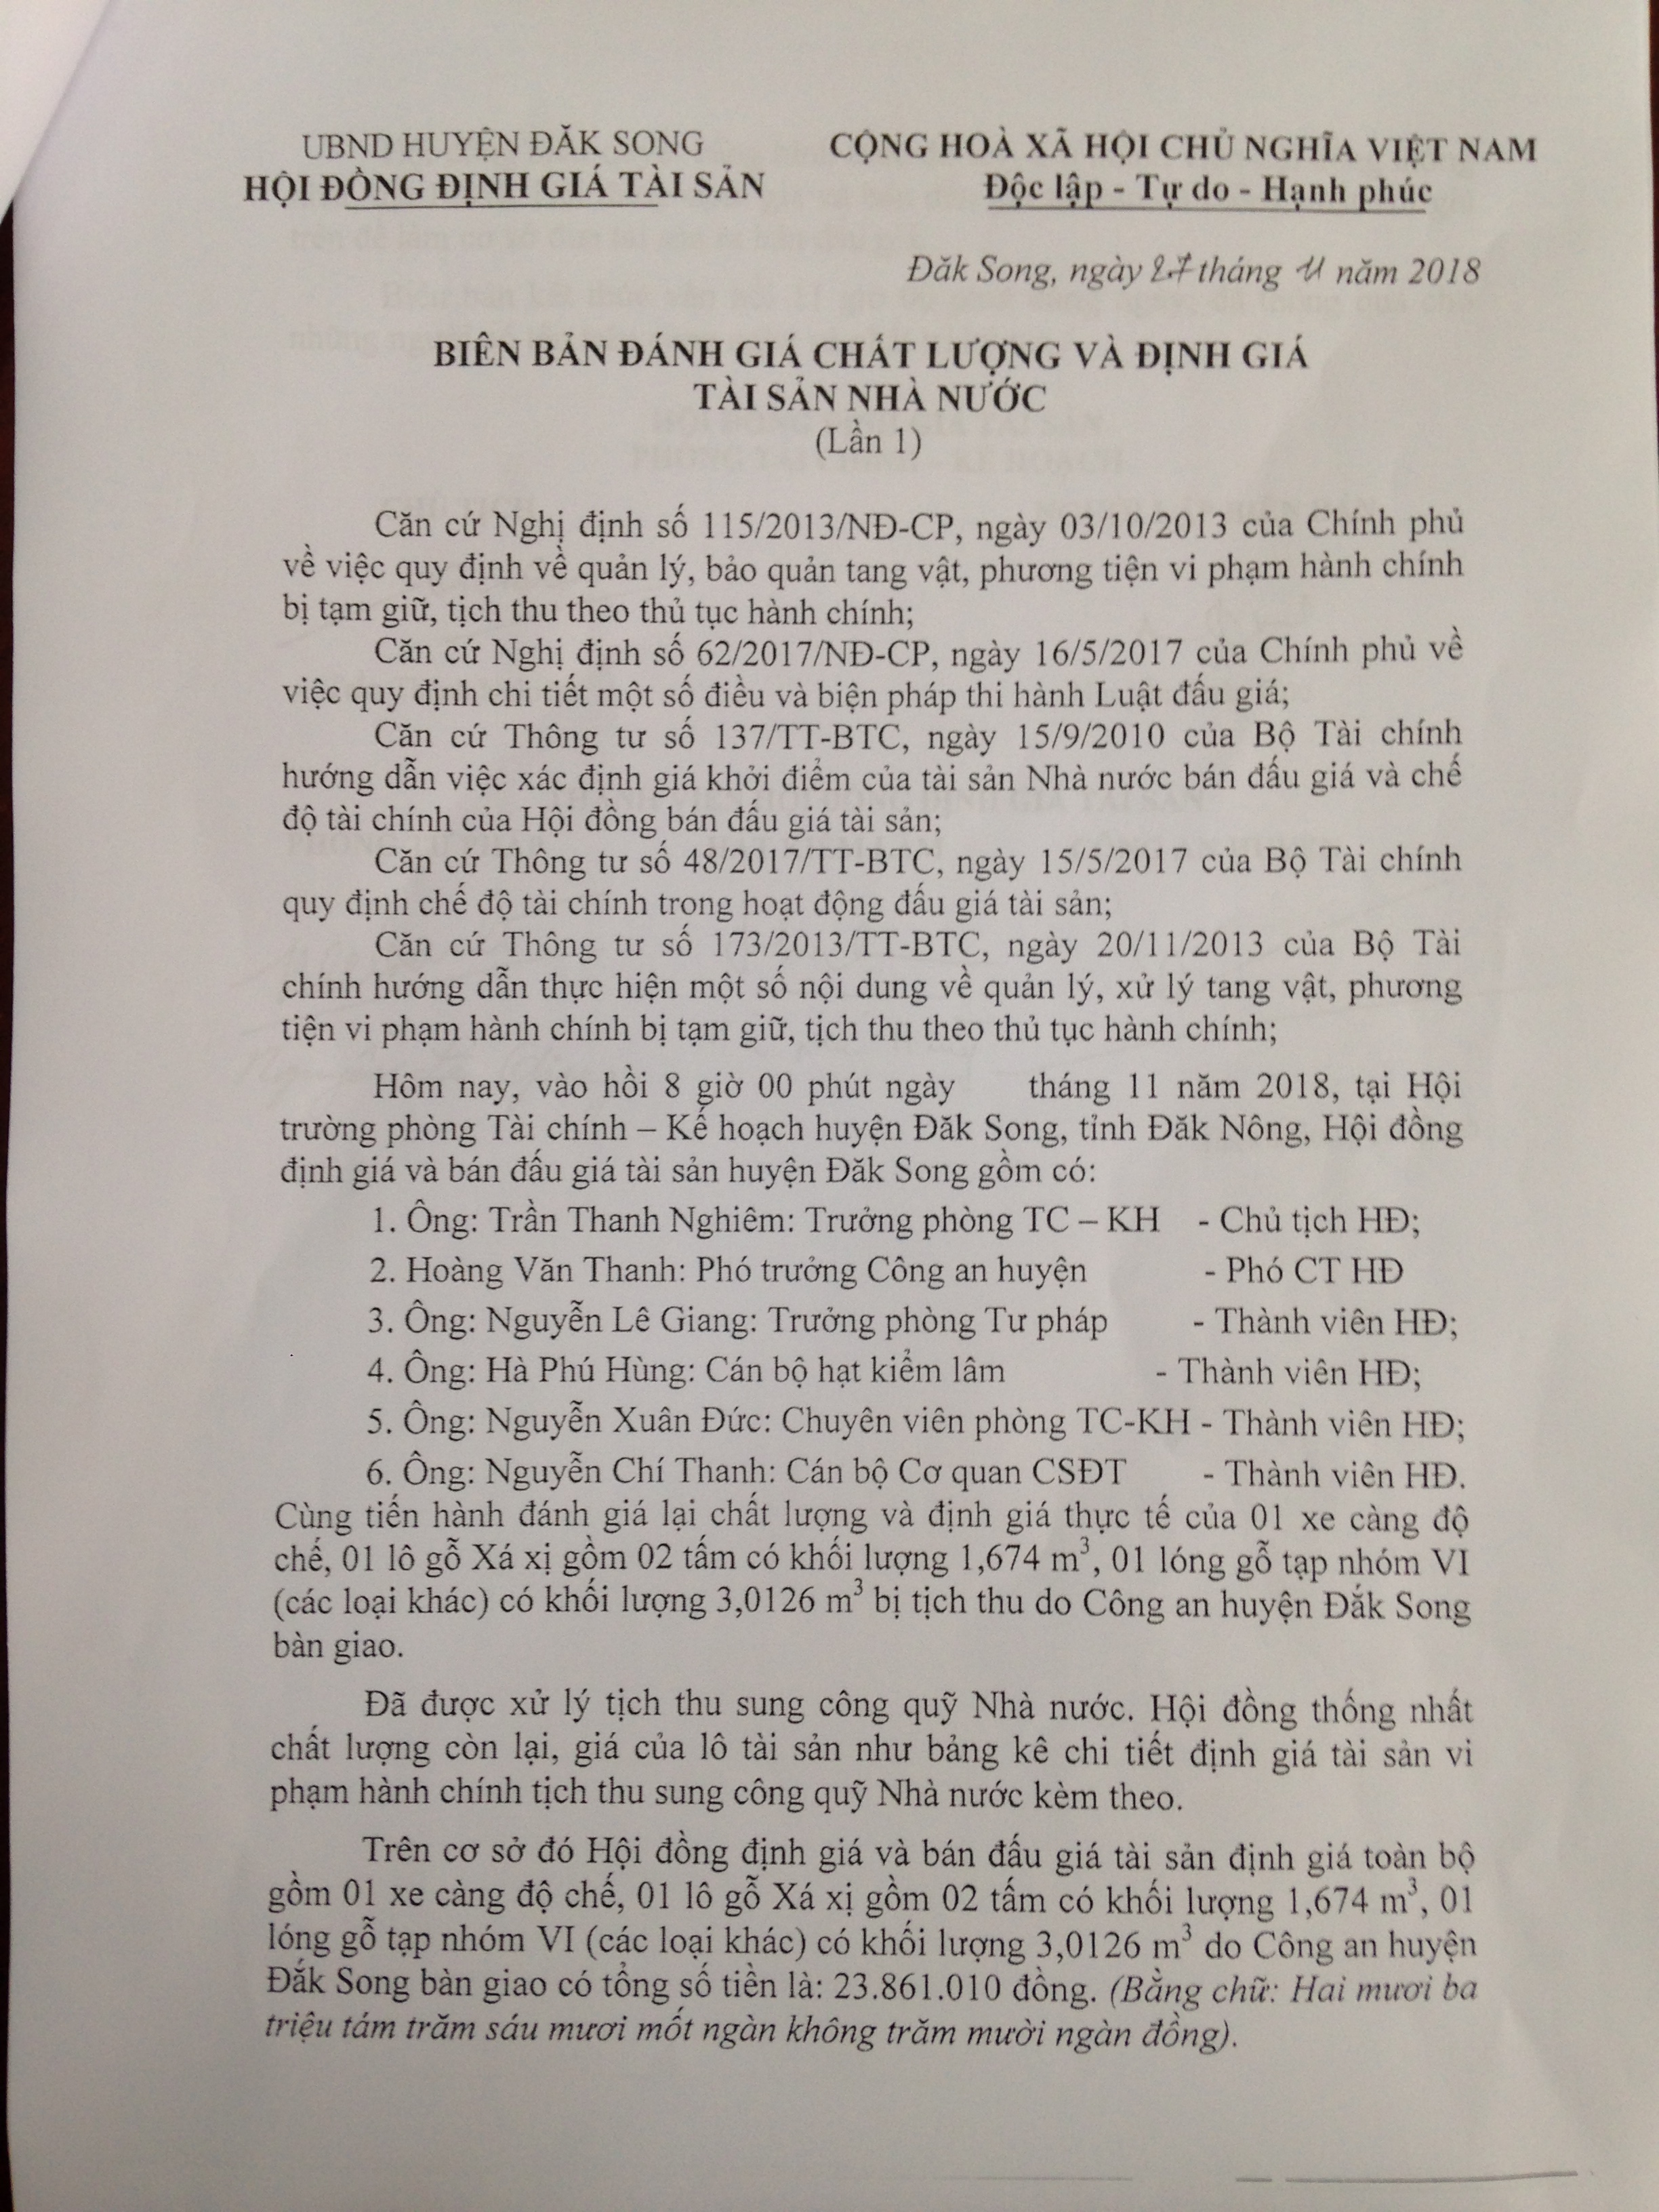 UBND HUYỆN ĐĂK SONG
HỘI ĐỒNG ĐỊNH GIÁ TÀI SẢN
CỘNG HOÀ XÃ HỘI CHỦ NGHĨA VIỆT NAM
Độc lập - Tự do - Hạnh phúc
Đăk Song, ngày 27 tháng 11 năm 2018
BIÊN BẢN ĐÁNH GIÁ CHẤT LƯỢNG VÀ ĐỊNH GIÁ
TÀI SẢN NHÀ NƯỚC
(Lần 1)
Căn cứ Nghị định số 115/2013/NĐ-CP, ngày 03/10/2013 của Chính phủ
về việc quy định về quản lý, bảo quản tang vật, phương tiện vi phạm hành chính
bị tạm giữ, tịch thu theo thủ tục hành chính;
Căn cứ Nghị định số 62/2017/NĐ-CP, ngày 16/5/2017 của Chính phủ về
việc quy định chi tiết một số điều và biện pháp thi hành Luật đấu giá;
Căn cứ Thông tư số 137/TT-BTC, ngày 15/9/2010 của Bộ Tài chính
hướng dẫn việc xác định giá khởi điểm của tài sản Nhà nước bán đấu giá và chế
độ tài chính của Hội đồng bán đấu giá tài sản;
Căn cứ Thông tư số 48/2017/TT-BTC, ngày 15/5/2017 của Bộ Tài chính
quy định chế độ tài chính trong hoạt động đấu giá tài sản;
Căn cứ Thông tư số 173/2013/TT-BTC, ngày 20/11/2013 của Bộ Tài
chính hướng dẫn thực hiện một số nội dung về quản lý, xử lý tang vật, phương
tiện vi phạm hành chính bị tạm giữ, tịch thu theo thủ tục hành chính;
Hôm nay, vào hồi 8 giờ 00 phút ngày tháng 11 năm 2018, tại Hội
trường phòng Tài chính – Kế hoạch huyện Đăk Song, tỉnh Đăk Nông, Hội đồng
định giá và bán đấu giá tài sản huyện Đăk Song gồm có:
1. Ông: Trần Thanh Nghiêm: Trưởng phòng TC – KH - Chủ tịch HĐ;
2. Hoàng Văn Thanh: Phó trưởng Công an huyện - Phó CT HĐ
3. Ông: Nguyễn Lê Giang: Trưởng phòng Tư pháp - Thành viên HĐ;
4. Ông: Hà Phú Hùng: Cán bộ hạt kiểm lâm - Thành viên HĐ;
5. Ông: Nguyễn Xuân Đức: Chuyên viên phòng TC-KH - Thành viên HĐ;
6. Ông: Nguyễn Chí Thanh: Cán bộ Cơ quan CSĐT - Thành viên HĐ.
Cùng tiến hành đánh giá lại chất lượng và định giá thực tế của 01 xe càng độ
chế, 01 lô gỗ Xá xị gồm 02 tấm có khối lượng 1,674 m³, 01 lóng gỗ tạp nhóm VI
(các loại khác) có khối lượng 3,0126 m³ bị tịch thu do Công an huyện Đắk Song
bàn giao.
Đã được xử lý tịch thu sung công quỹ Nhà nước. Hội đồng thống nhất
chất lượng còn lại, giá của lô tài sản như bảng kê chi tiết định giá tài sản vi
phạm hành chính tịch thu sung công quỹ Nhà nước kèm theo.
Trên cơ sở đó Hội đồng định giá và bán đấu giá tài sản định giá toàn bộ
gồm 01 xe càng độ chế, 01 lô gỗ Xá xị gồm 02 tấm có khối lượng 1,674 m³, 01
lóng gỗ tạp nhóm VI (các loại khác) có khối lượng 3,0126 m³ do Công an huyện
Đắk Song bàn giao có tổng số tiền là: 23.861.010 đồng. (Bằng chữ: Hai mươi ba
triệu tám trăm sáu mươi mốt ngàn không trăm mười ngàn đồng).